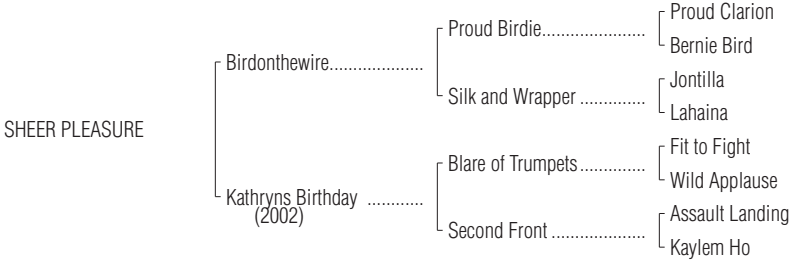 Proud Clarion
Proud Birdie......................
Bernie Bird
Birdonthewire....................
Jontilla
Silk and Wrapper ..............
Lahaina
SHEER PLEASURE
Fit to Fight
Blare of Trumpets..............
Wild Applause
Kathryns Birthday ............
(2002)
Assault Landing
Second Front ....................
Kaylem Ho